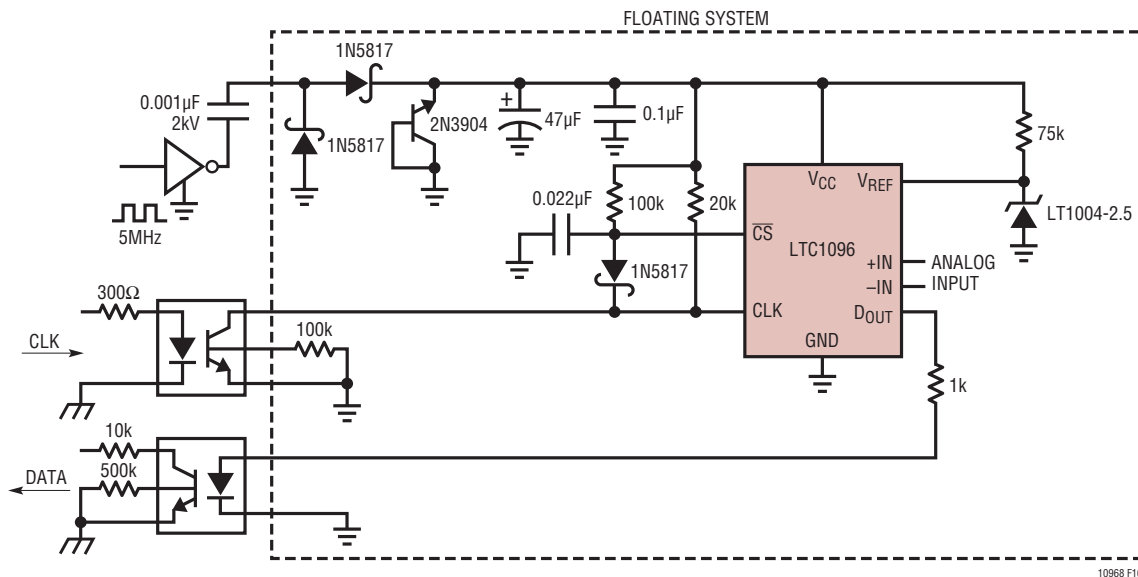 FLOATING SYSTEM
1N5817
0.001µF
2kV
1N5817
2N3904
+
47µF
0.1µF
75k
5MHz
0.022µF
100k
20k
VCC
VREF
LT1004-2.5
CS
LTC1096
1N5817
+IN
ANALOG
–IN
INPUT
300Ω
CLK
DOUT
CLK
100k
GND
1k
10k
500k
DATA
10968 F10